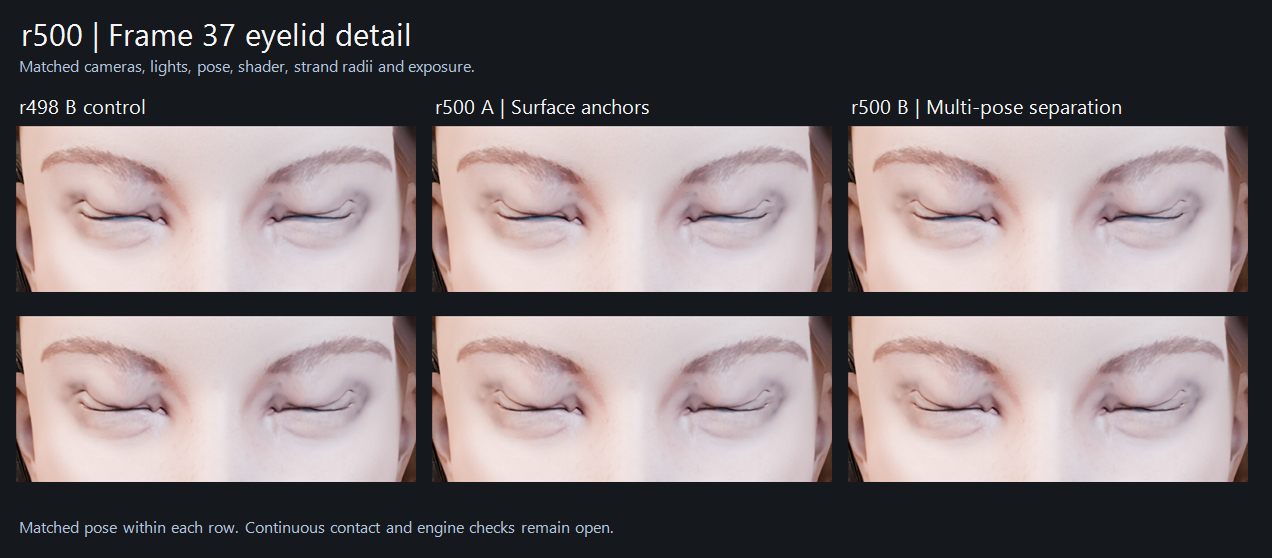 r500 | Frame 37 eyelid detail
Matched cameras, lights, pose, shader, strand radii and exposure.
r498 B control
r500 A | Surface anchors
r500 B | Multi-pose separation
Matched pose within each row. Continuous contact and engine checks remain open.